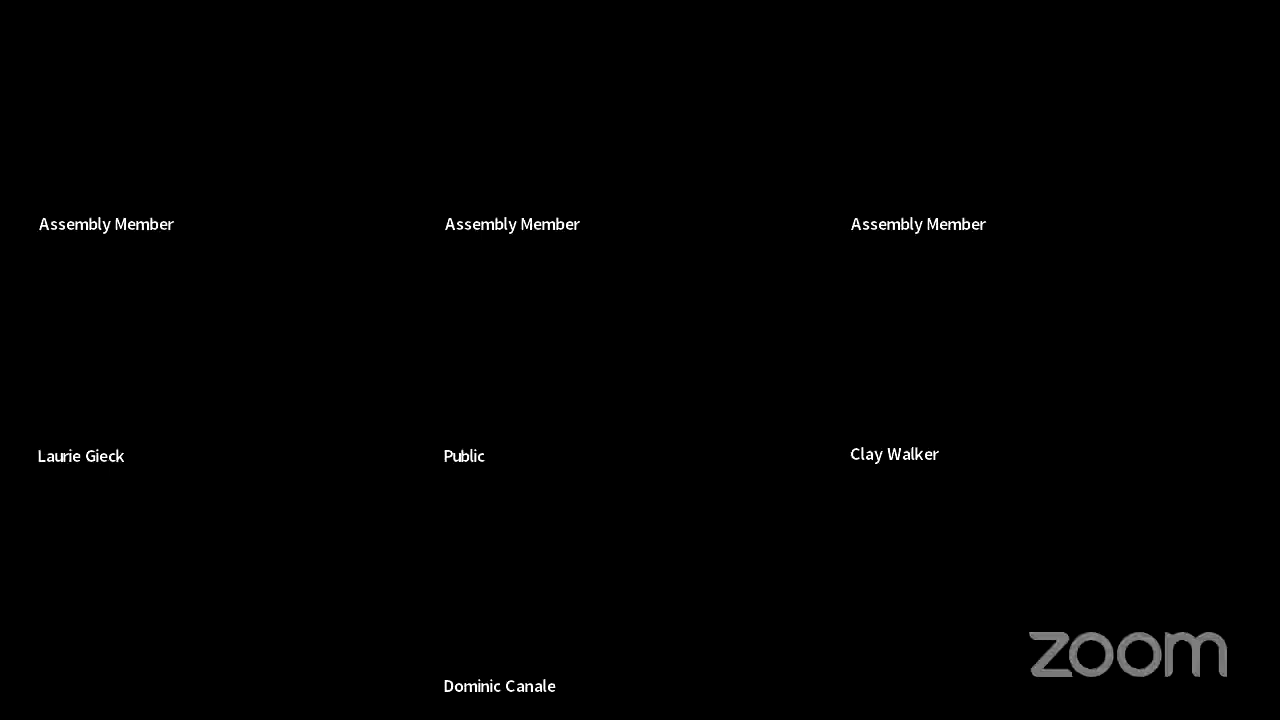 Assembly Member
Assembly Member
Assembly Member
Laurie Gieck
Public
Clay Walker
Dominic Canale
zoom